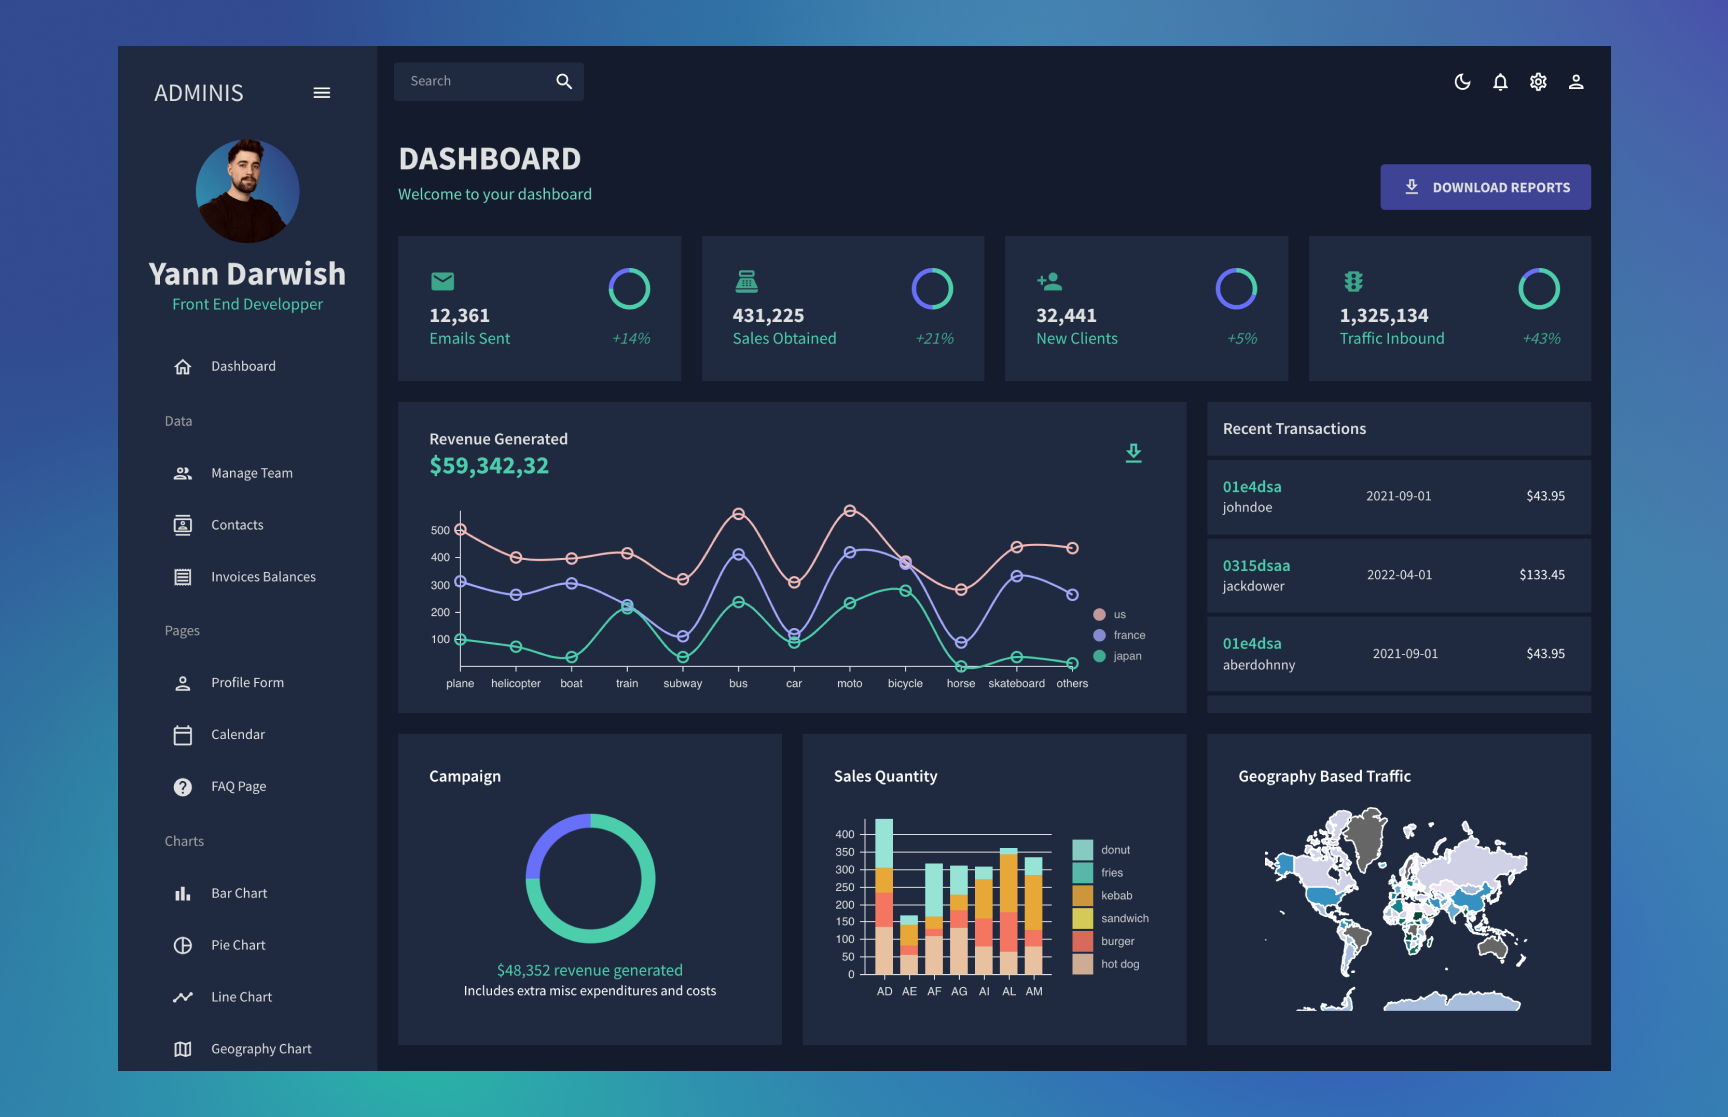 ADMINIS
Yann Darwish
Front End Developper
Dashboard
Data
Manage Team
Contacts
Invoices Balances
Pages
Profile Form
Calendar
FAQ Page
Charts
Bar Chart
Pie Chart
Line Chart
Geography Chart
Search
DASHBOARD
Welcome to your dashboard
DOWNLOAD REPORTS
12,361
Emails Sent
+14%
431,225
Sales Obtained
+21%
32,441
New Clients
+5%
1,325,134
Traffic Inbound
+43%
Revenue Generated
$59,342,32
500
400
300
200
100
plane helicopter boat train subway bus car moto bicycle horse skateboard others
us
france
japan
Recent Transactions
01e4dsa
johndoe
2021-09-01
$43.95
0315dsaa
jackdower
2022-04-01
$133.45
01e4dsa
aberdohnny
2021-09-01
$43.95
Campaign
$48,352 revenue generated
Includes extra misc expenditures and costs
Sales Quantity
400
350
300
250
200
150
100
50
0
AD AE AF AG AI AL AM
donut
fries
kebab
sandwich
burger
hot dog
Geography Based Traffic